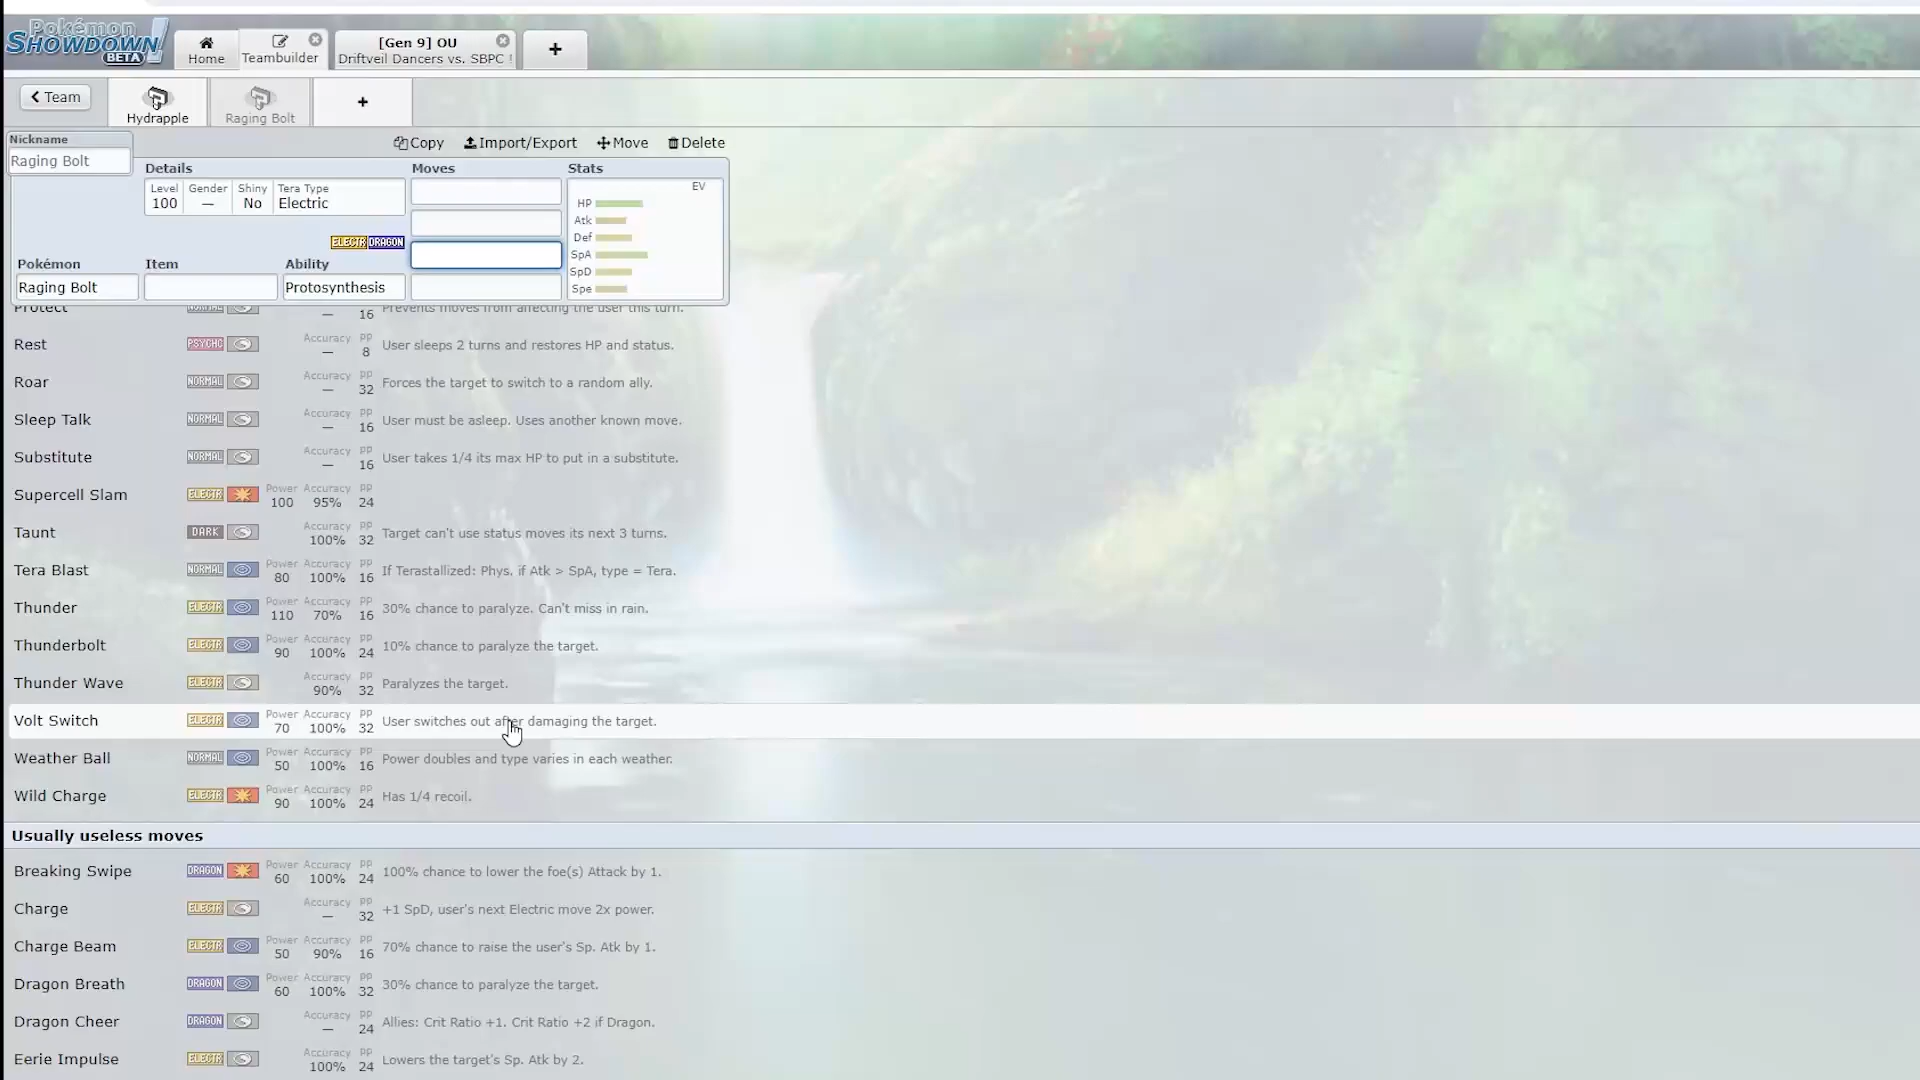 Pokémon
SHOWDOWN!
BETA
Home
Teambuilder
[Gen 9] OU
Driftveil Dancers vs. SBPC !
+
Team
Hydrapple
Raging Bolt
+
Nickname
Raging Bolt
Copy Import/Export Move Delete
Details Moves Stats
Level Gender Shiny Tera Type
100 — No Electric
EV
HP
Atk
Def
SpA
SpD
Spe
ELECTR DRAGON
Pokémon Item Ability
Raging Bolt Protosynthesis
Protect NORMAL — 16 Prevents moves from affecting the user this turn.
Rest PSYCHC Accuracy — PP 8 User sleeps 2 turns and restores HP and status.
Roar NORMAL Accuracy — PP 32 Forces the target to switch to a random ally.
Sleep Talk NORMAL Accuracy — PP 16 User must be asleep. Uses another known move.
Substitute NORMAL Accuracy — PP 16 User takes 1/4 its max HP to put in a substitute.
Supercell Slam ELECTR Power 100 Accuracy 95% PP 24
Taunt DARK Accuracy 100% PP 32 Target can't use status moves its next 3 turns.
Tera Blast NORMAL Power 80 Accuracy 100% PP 16 If Terastallized: Phys. if Atk > SpA, type = Tera.
Thunder ELECTR Power 110 Accuracy 70% PP 16 30% chance to paralyze. Can't miss in rain.
Thunderbolt ELECTR Power 90 Accuracy 100% PP 24 10% chance to paralyze the target.
Thunder Wave ELECTR Accuracy 90% PP 32 Paralyzes the target.
Volt Switch ELECTR Power 70 Accuracy 100% PP 32 User switches out after damaging the target.
Weather Ball NORMAL Power 50 Accuracy 100% PP 16 Power doubles and type varies in each weather.
Wild Charge ELECTR Power 90 Accuracy 100% PP 24 Has 1/4 recoil.
Usually useless moves
Breaking Swipe DRAGON Power 60 Accuracy 100% PP 24 100% chance to lower the foe(s) Attack by 1.
Charge ELECTR Accuracy — PP 32 +1 SpD, user's next Electric move 2x power.
Charge Beam ELECTR Power 50 Accuracy 90% PP 16 70% chance to raise the user's Sp. Atk by 1.
Dragon Breath DRAGON Power 60 Accuracy 100% PP 32 30% chance to paralyze the target.
Dragon Cheer DRAGON Accuracy — PP 24 Allies: Crit Ratio +1. Crit Ratio +2 if Dragon.
Eerie Impulse ELECTR Accuracy 100% PP 24 Lowers the target's Sp. Atk by 2.